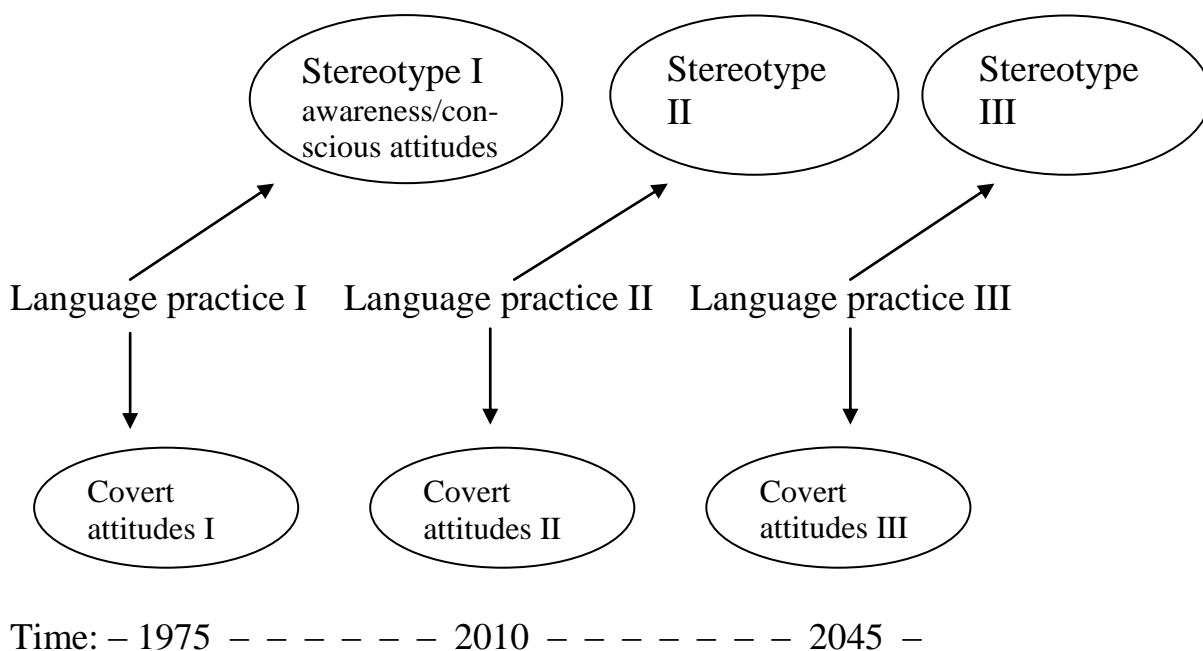 Stereotype I
awareness/con-
scious attitudes
Stereotype
II
Stereotype
III
Language practice I
Language practice II
Language practice III
Covert
attitudes I
Covert
attitudes II
Covert
attitudes III
Time: – 1975 – – – – – – 2010 – – – – – – – 2045 –